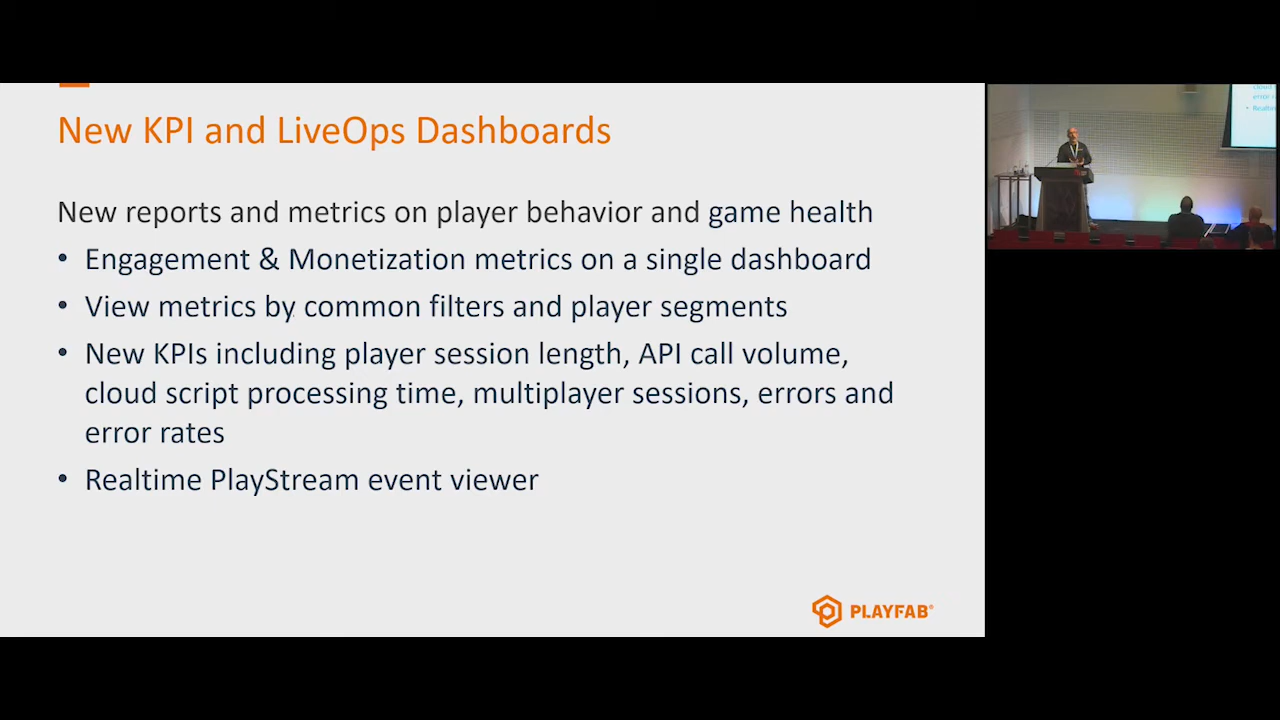 New KPI and LiveOps Dashboards
New reports and metrics on player behavior and game health
• Engagement & Monetization metrics on a single dashboard
• View metrics by common filters and player segments
• New KPIs including player session length, API call volume,
cloud script processing time, multiplayer sessions, errors and
error rates
• Realtime PlayStream event viewer
PLAYFAB®